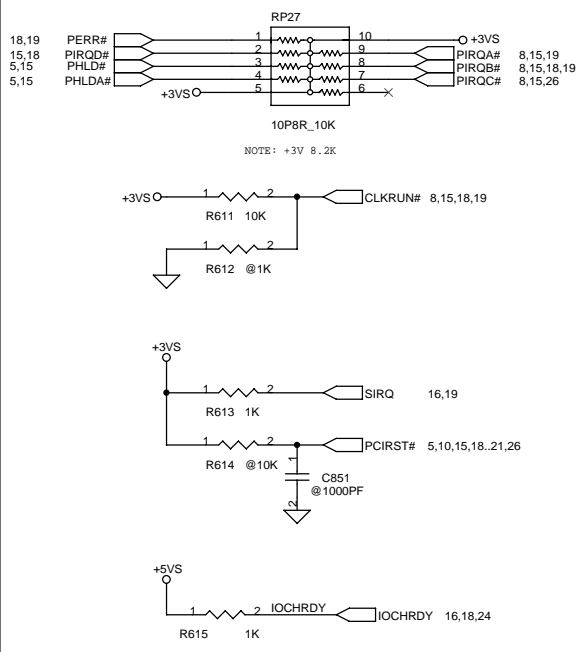 RP27
18,19 PERR# 1 10 +3VS
15,18 PIRQD# 2 9 PIRQA# 8,15,19
5,15 PHLD# 3 8 PIRQB# 8,15,18,19
5,15 PHLDA# 4 7 PIRQC# 8,15,26
+3VS 5 6
10P8R_10K
NOTE: +3V 8.2K
+3VS 1 2 CLKRUN# 8,15,18,19
R611 10K
1 2
R612 @1K
+3VS
1 2 SIRQ 16,19
R613 1K
1 2 PCIRST# 5,10,15,18..21,26
R614 @10K
1
C851
@1000PF
2
+5VS
1 2 IOCHRDY IOCHRDY 16,18,24
R615 1K